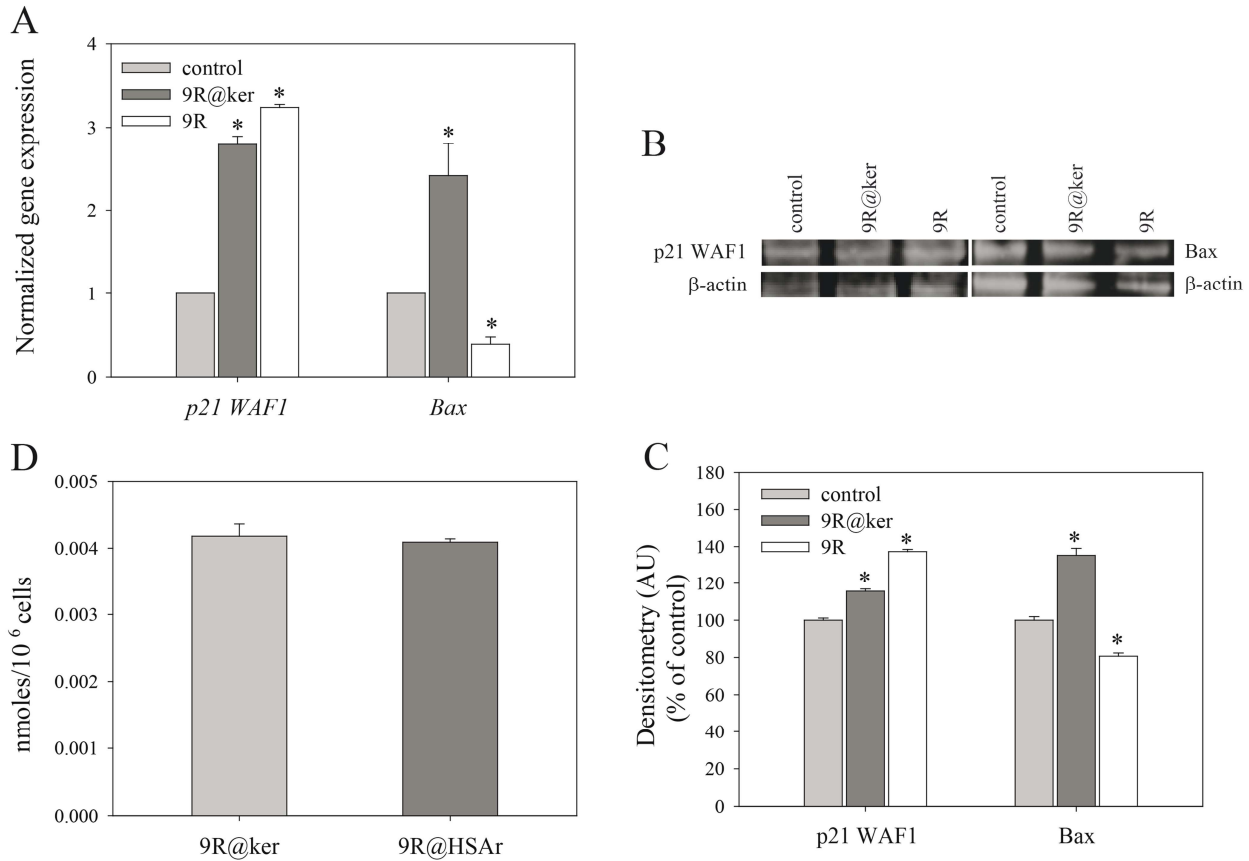 A
Normalized gene expression
4
3
2
1
0
control
9R@ker
9R
*
*
*
*
p21 WAF1
Bax
B
control
9R@ker
9R
control
9R@ker
9R
p21 WAF1
Bax
β-actin
β-actin
D
nmoles/10 6 cells
0.005
0.004
0.003
0.002
0.001
0.000
9R@ker
9R@HSAr
C
Densitometry (AU)
(% of control)
180
160
140
120
100
80
60
40
20
0
control
9R@ker
9R
*
*
*
*
p21 WAF1
Bax